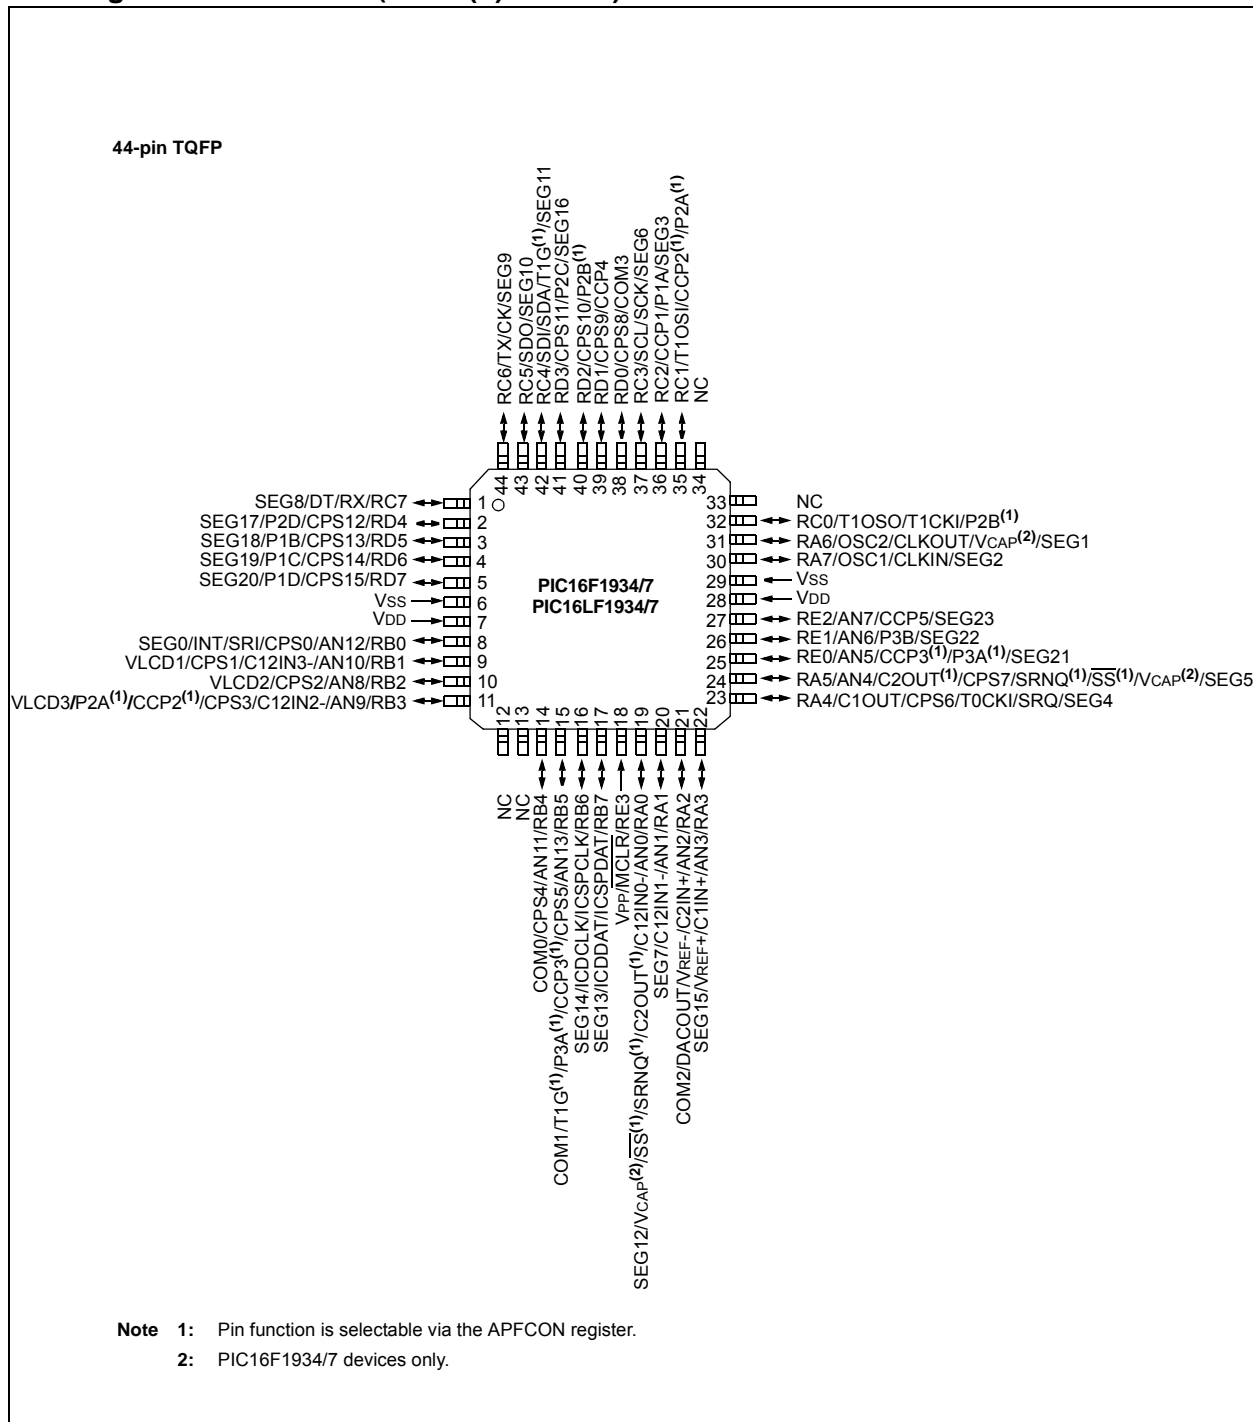 44-pin TQFP
RC6/TX/CK/SEG9
RC5/SDO/SEG10
RC4/SDI/SDA/T1G(1)/SEG11
RD3/CPS11/P2C/SEG16
RD2/CPS10/P2B(1)
RD1/CPS9/CCP4
RD0/CPS8/COM3
RC3/SCL/SCK/SEG6
RC2/CCP1/P1A/SEG3
RC1/T1OSI/CCP2(1)/P2A(1)
NC
44 43 42 41 40 39 38 37 36 35 34
SEG8/DT/RX/RC7 1
SEG17/P2D/CPS12/RD4 2
SEG18/P1B/CPS13/RD5 3
SEG19/P1C/CPS14/RD6 4
SEG20/P1D/CPS15/RD7 5
VSS 6
VDD 7
SEG0/INT/SRI/CPS0/AN12/RB0 8
VLCD1/CPS1/C12IN3-/AN10/RB1 9
VLCD2/CPS2/AN8/RB2 10
VLCD3/P2A(1)/CCP2(1)/CPS3/C12IN2-/AN9/RB3 11
PIC16F1934/7
PIC16LF1934/7
33 NC
32 RC0/T1OSO/T1CKI/P2B(1)
31 RA6/OSC2/CLKOUT/VCAP(2)/SEG1
30 RA7/OSC1/CLKIN/SEG2
29 VSS
28 VDD
27 RE2/AN7/CCP5/SEG23
26 RE1/AN6/P3B/SEG22
25 RE0/AN5/CCP3(1)/P3A(1)/SEG21
24 RA5/AN4/C2OUT(1)/CPS7/SRNQ(1)/SS(1)/VCAP(2)/SEG5
23 RA4/C1OUT/CPS6/T0CKI/SRQ/SEG4
12 13 14 15 16 17 18 19 20 21 22
NC
NC
COM0/CPS4/AN11/RB4
COM1/T1G(1)/P3A(1)/CCP3(1)/CPS5/AN13/RB5
SEG14/ICDCLK/ICSPCLK/RB6
SEG13/ICDDAT/ICSPDAT/RB7
VPP/MCLR/RE3
SEG12/VCAP(2)/SS(1)/SRNQ(1)/C2OUT(1)/C12IN0-/AN0/RA0
SEG7/C12IN1-/AN1/RA1
COM2/DACOUT/VREF-/C2IN+/AN2/RA2
SEG15/VREF+/C1IN+/AN3/RA3
Note 1: Pin function is selectable via the APFCON register.
2: PIC16F1934/7 devices only.